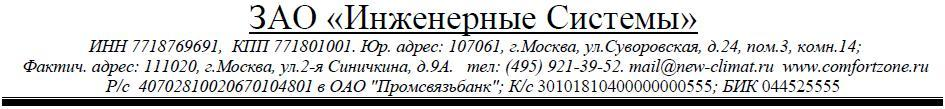 ЗАО «Инженерные Системы»
ИНН 7718769691, КПП 771801001. Юр. адрес: 107061, г.Москва, ул.Суворовская, д.24, пом.3, комн.14;
Фактич. адрес: 111020, г.Москва, ул.2-я Синичкина, д.9А. тел: (495) 921-39-52. mail@new-climat.ru www.comfortzone.ru
Р/с 40702810020670104801 в ОАО "Промсвязъбанк"; К/с 30101810400000000555; БИК 044525555